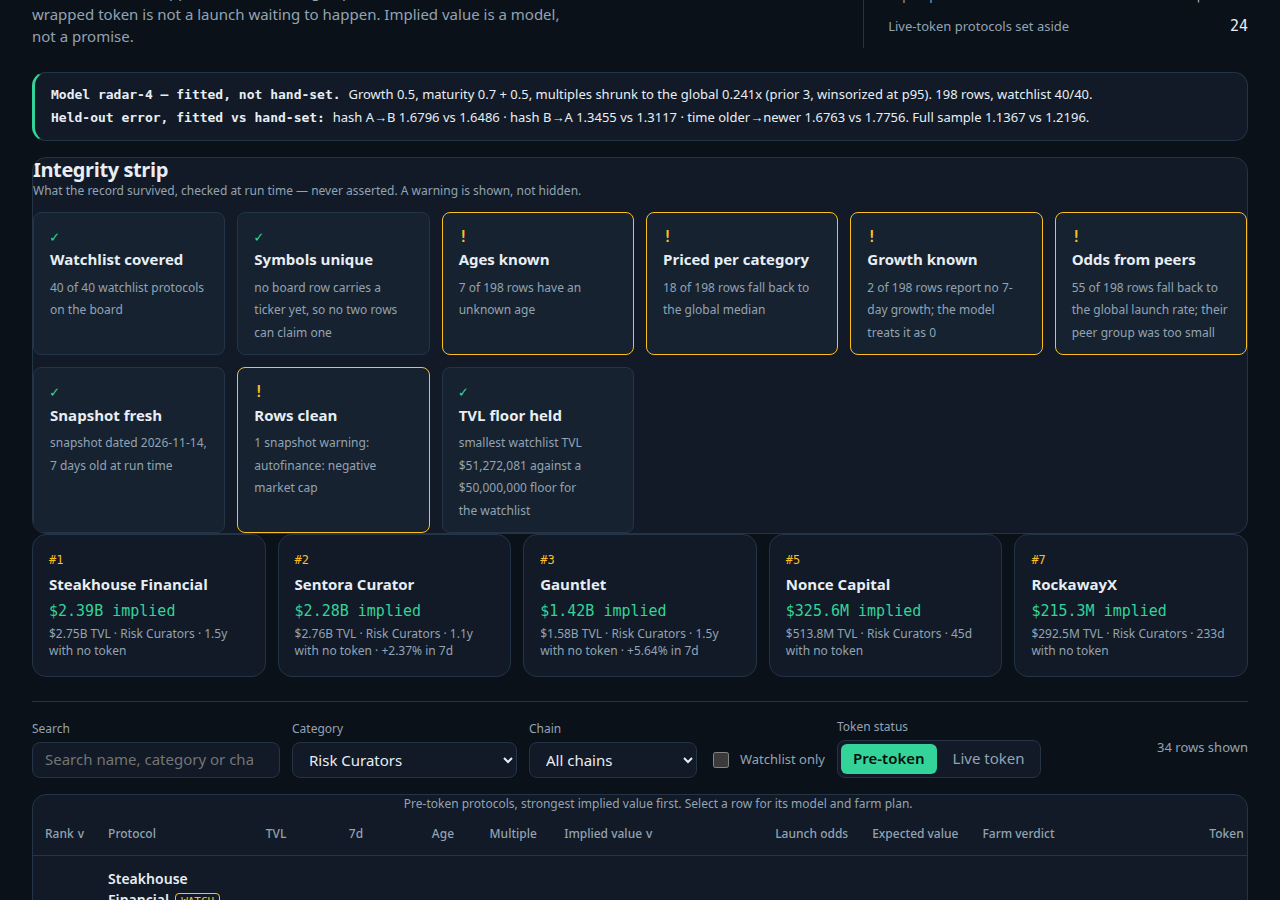 wrapped token is not a launch waiting to happen. Implied value is a model,
not a promise.
Live-token protocols set aside 24
Model radar-4 — fitted, not hand-set. Growth 0.5, maturity 0.7 + 0.5, multiples shrunk to the global 0.241x (prior 3, winsorized at p95). 198 rows, watchlist 40/40.
Held-out error, fitted vs hand-set: hash A→B 1.6796 vs 1.6486 · hash B→A 1.3455 vs 1.3117 · time older→newer 1.6763 vs 1.7756. Full sample 1.1367 vs 1.2196.
Integrity strip
What the record survived, checked at run time — never asserted. A warning is shown, not hidden.
✓
Watchlist covered
40 of 40 watchlist protocols
on the board
✓
Symbols unique
no board row carries a
ticker yet, so no two rows
can claim one
!
Ages known
7 of 198 rows have an
unknown age
!
Priced per category
18 of 198 rows fall back to
the global median
!
Growth known
2 of 198 rows report no 7-
day growth; the model
treats it as 0
!
Odds from peers
55 of 198 rows fall back to
the global launch rate; their
peer group was too small
✓
Snapshot fresh
snapshot dated 2026-11-14,
7 days old at run time
!
Rows clean
1 snapshot warning:
autofinance: negative
market cap
✓
TVL floor held
smallest watchlist TVL
$51,272,081 against a
$50,000,000 floor for
the watchlist
#1
Steakhouse Financial
$2.39B implied
$2.75B TVL · Risk Curators · 1.5y
with no token
#2
Sentora Curator
$2.28B implied
$2.76B TVL · Risk Curators · 1.1y
with no token · +2.37% in 7d
#3
Gauntlet
$1.42B implied
$1.58B TVL · Risk Curators · 1.5y
with no token · +5.64% in 7d
#5
Nonce Capital
$325.6M implied
$513.8M TVL · Risk Curators · 45d
with no token
#7
RockawayX
$215.3M implied
$292.5M TVL · Risk Curators · 233d
with no token
Search
Search name, category or cha
Category
Risk Curators
Chain
All chains
Watchlist only
Token status
Pre-token Live token
34 rows shown
Pre-token protocols, strongest implied value first. Select a row for its model and farm plan.
Rank v Protocol TVL 7d Age Multiple Implied value v Launch odds Expected value Farm verdict Token
Steakhouse
Financial WATCH